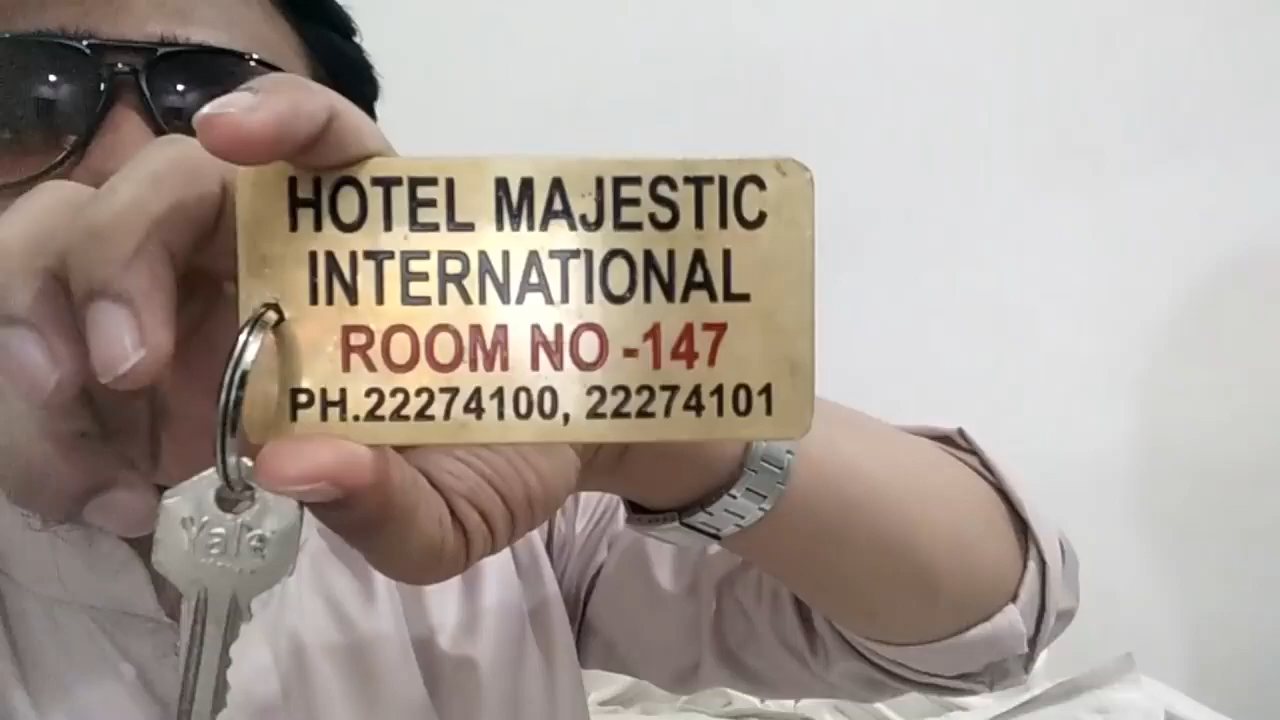 HOTEL MAJESTIC
INTERNATIONAL
ROOM NO -147
PH.22274100, 22274101
Yale